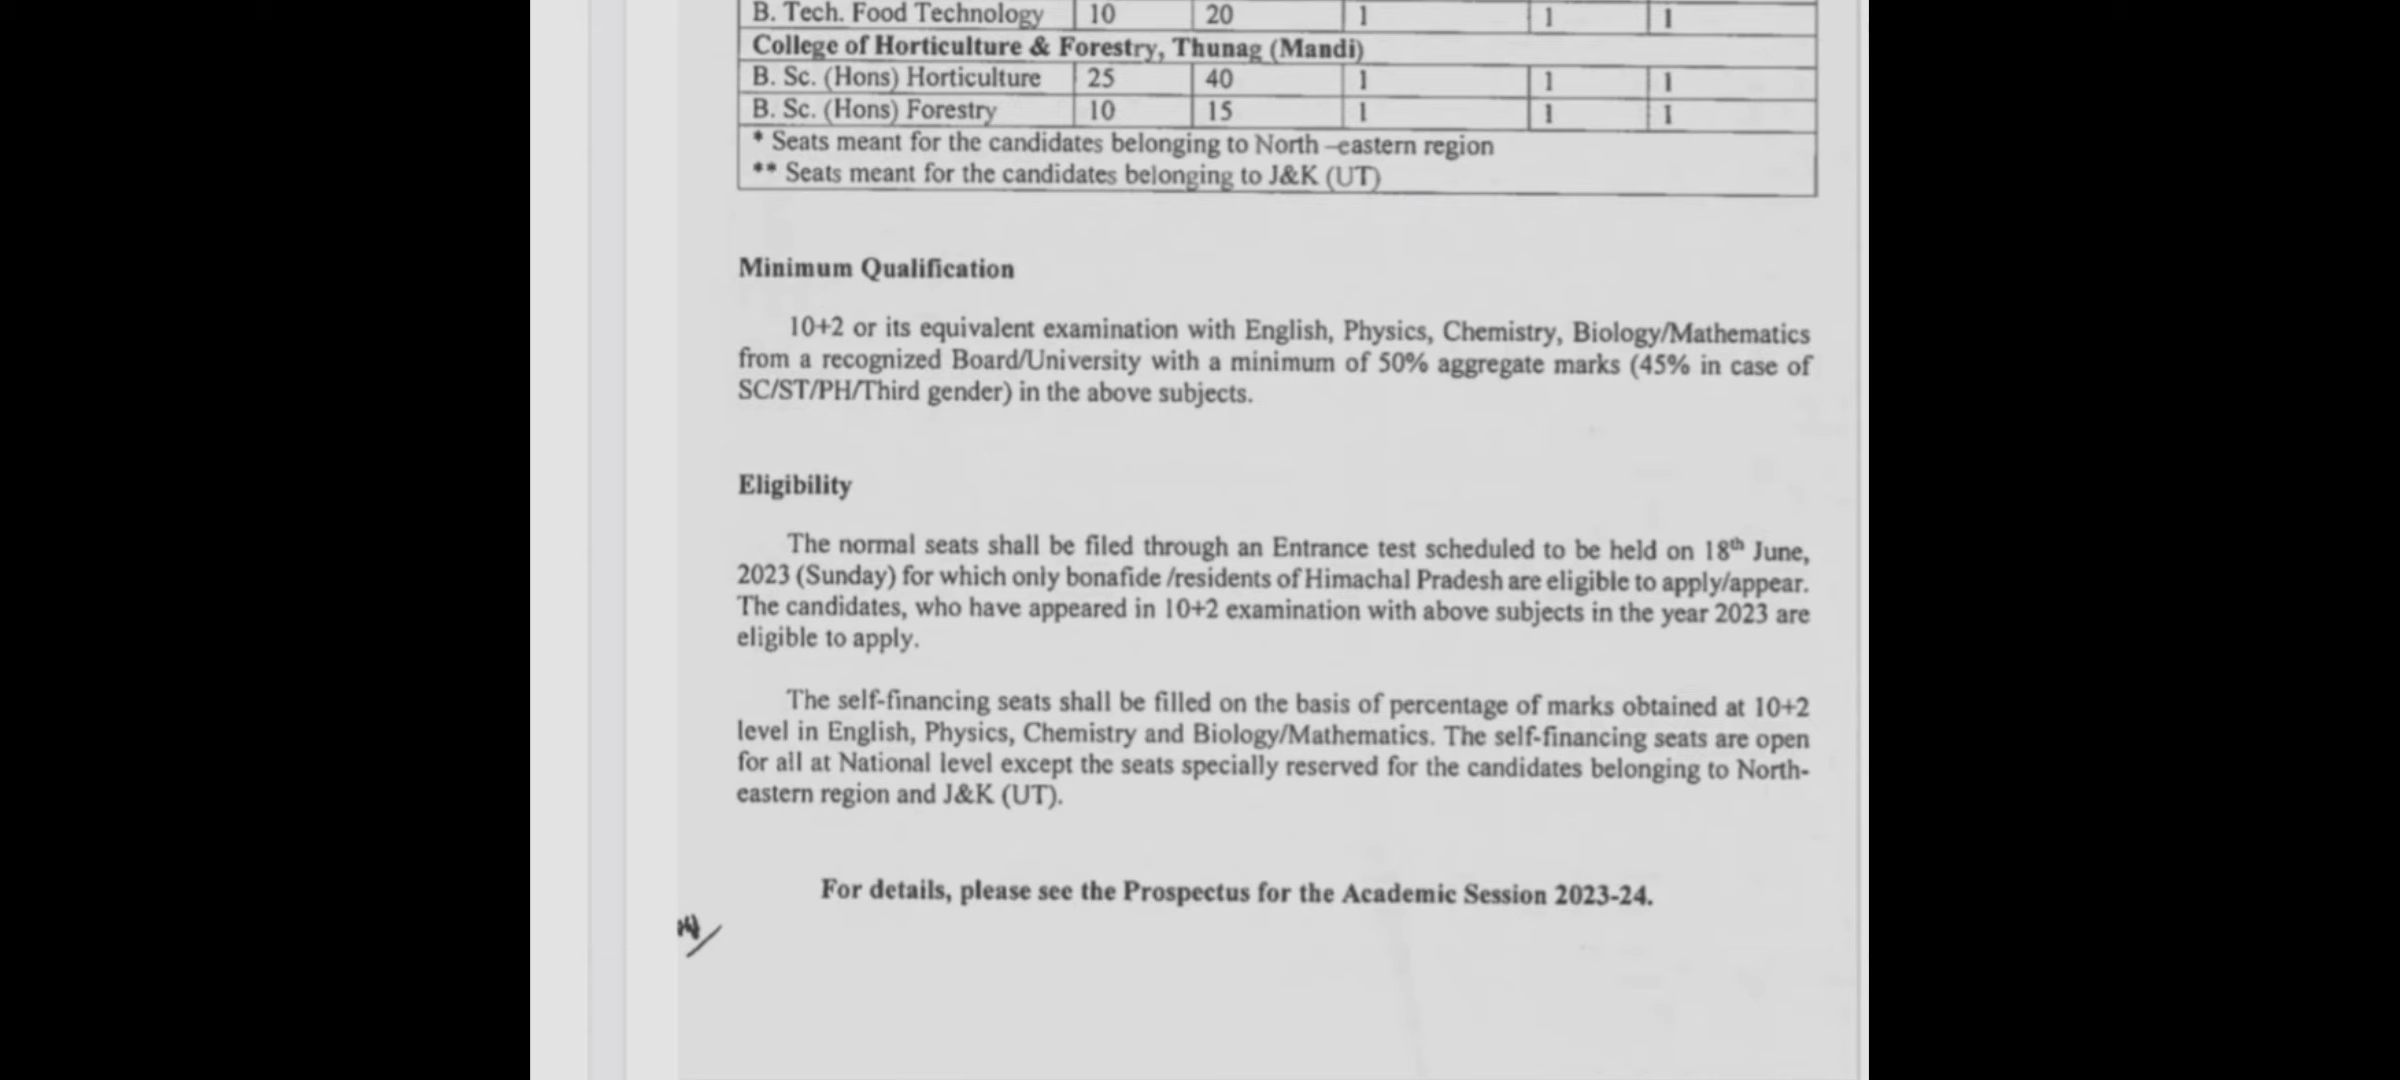 B. Tech. Food Technology 10 20 1 1 1
College of Horticulture & Forestry, Thunag (Mandi)
B. Sc. (Hons) Horticulture 25 40 1 1 1
B. Sc. (Hons) Forestry 10 15 1 1 1
* Seats meant for the candidates belonging to North –eastern region
** Seats meant for the candidates belonging to J&K (UT)
Minimum Qualification
10+2 or its equivalent examination with English, Physics, Chemistry, Biology/Mathematics
from a recognized Board/University with a minimum of 50% aggregate marks (45% in case of
SC/ST/PH/Third gender) in the above subjects.
Eligibility
The normal seats shall be filed through an Entrance test scheduled to be held on 18th June,
2023 (Sunday) for which only bonafide /residents of Himachal Pradesh are eligible to apply/appear.
The candidates, who have appeared in 10+2 examination with above subjects in the year 2023 are
eligible to apply.
The self-financing seats shall be filled on the basis of percentage of marks obtained at 10+2
level in English, Physics, Chemistry and Biology/Mathematics. The self-financing seats are open
for all at National level except the seats specially reserved for the candidates belonging to North-
eastern region and J&K (UT).
For details, please see the Prospectus for the Academic Session 2023-24.